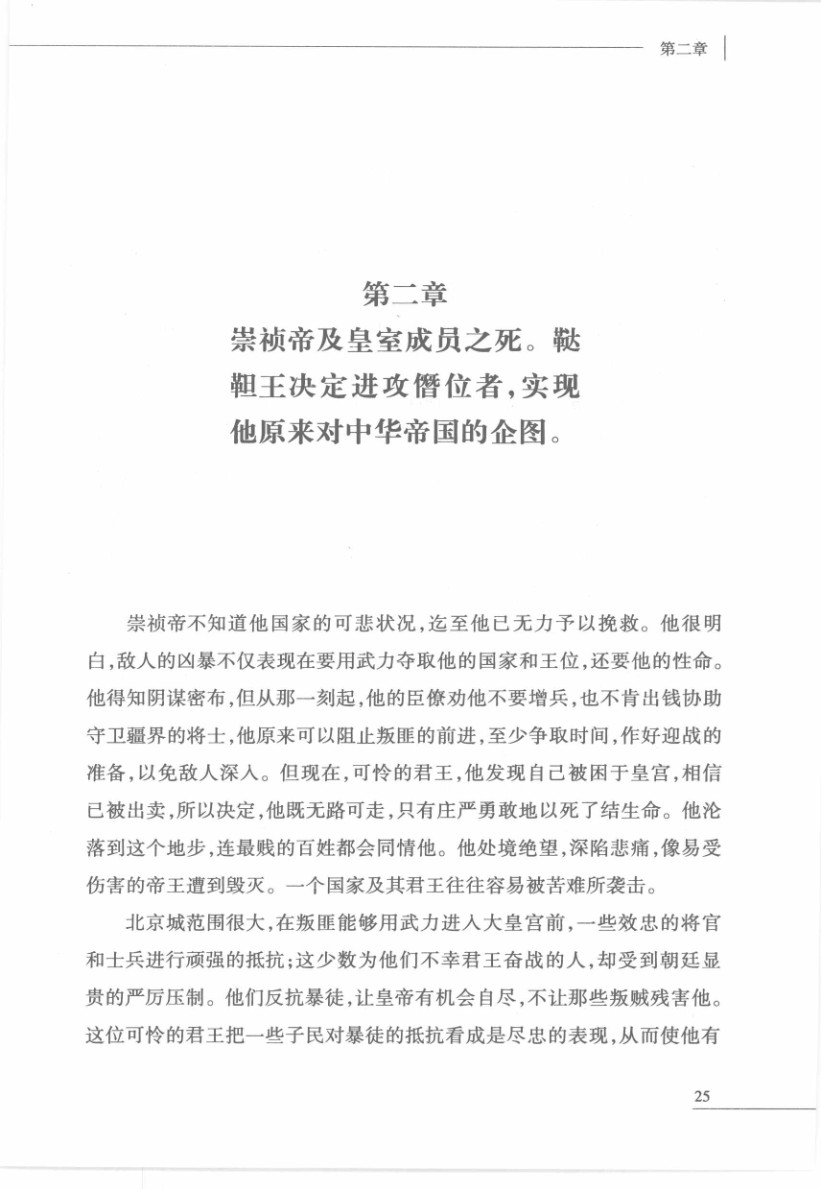 第二章
第二章
崇祯帝及皇室成员之死。鞑
靼王决定进攻僭位者,实现
他原来对中华帝国的企图。
崇祯帝不知道他国家的可悲状况,迄至他已无力予以挽救。他很明
白,敌人的凶暴不仅表现在要用武力夺取他的国家和王位,还要他的性命。
他得知阴谋密布,但从那一刻起,他的臣僚劝他不要增兵,也不肯出钱协助
守卫疆界的将士,他原来可以阻止叛匪的前进,至少争取时间,作好迎战的
准备,以免敌人深入。但现在,可怜的君王,他发现自己被困于皇宫,相信
已被出卖,所以决定,他既无路可走,只有庄严勇敢地以死了结生命。他沦
落到这个地步,连最贱的百姓都会同情他。他处境绝望,深陷悲痛,像易受
伤害的帝王遭到毁灭。一个国家及其君王往往容易被苦难所袭击。
北京城范围很大,在叛匪能够用武力进入大皇宫前,一些效忠的将官
和士兵进行顽强的抵抗;这少数为他们不幸君王奋战的人,却受到朝廷显
贵的严厉压制。他们反抗暴徒,让皇帝有机会自尽,不让那些叛贼残害他。
这位可怜的君王把一些子民对暴徒的抵抗看成是尽忠的表现,从而使他有
25